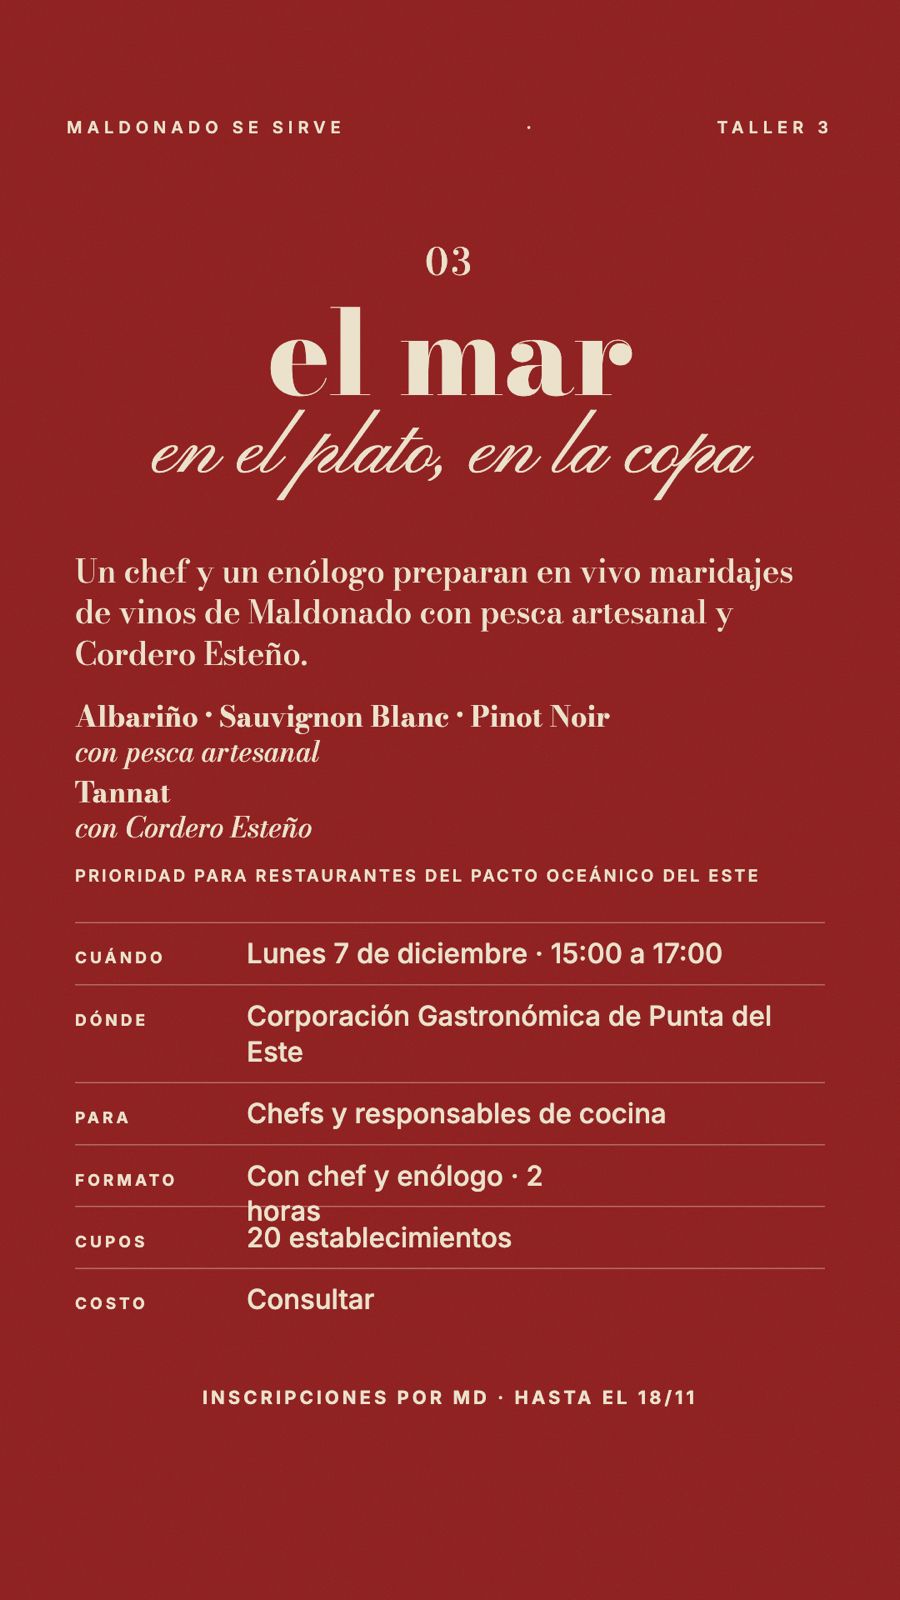 MALDONADO SE SIRVE · TALLER 3
03
el mar
en el plato, en la copa
Un chef y un enólogo preparan en vivo maridajes
de vinos de Maldonado con pesca artesanal y
Cordero Esteño.
Albariño · Sauvignon Blanc · Pinot Noir
con pesca artesanal
Tannat
con Cordero Esteño
PRIORIDAD PARA RESTAURANTES DEL PACTO OCEÁNICO DEL ESTE
CUÁNDO Lunes 7 de diciembre · 15:00 a 17:00
DÓNDE Corporación Gastronómica de Punta del
Este
PARA Chefs y responsables de cocina
FORMATO Con chef y enólogo · 2
horas
CUPOS 20 establecimientos
COSTO Consultar
INSCRIPCIONES POR MD · HASTA EL 18/11